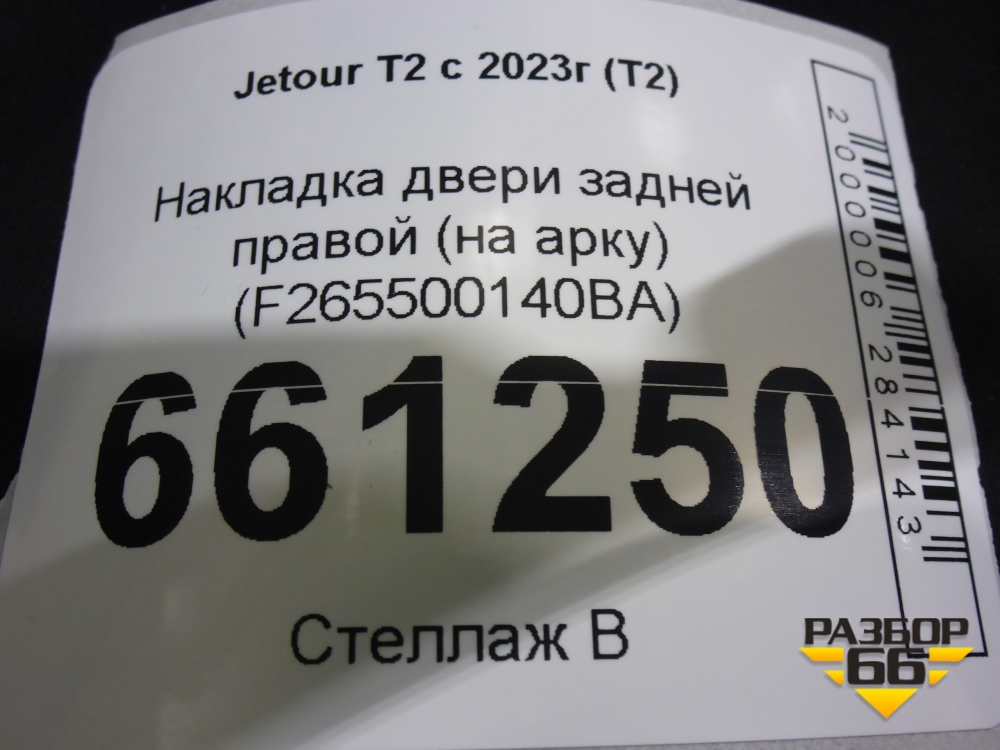 Jetour T2 с 2023г (T2)
Накладка двери задней
правой (на арку)
(F265500140BA)
661250
Стеллаж В
2000006284143
РАЗБОР
66